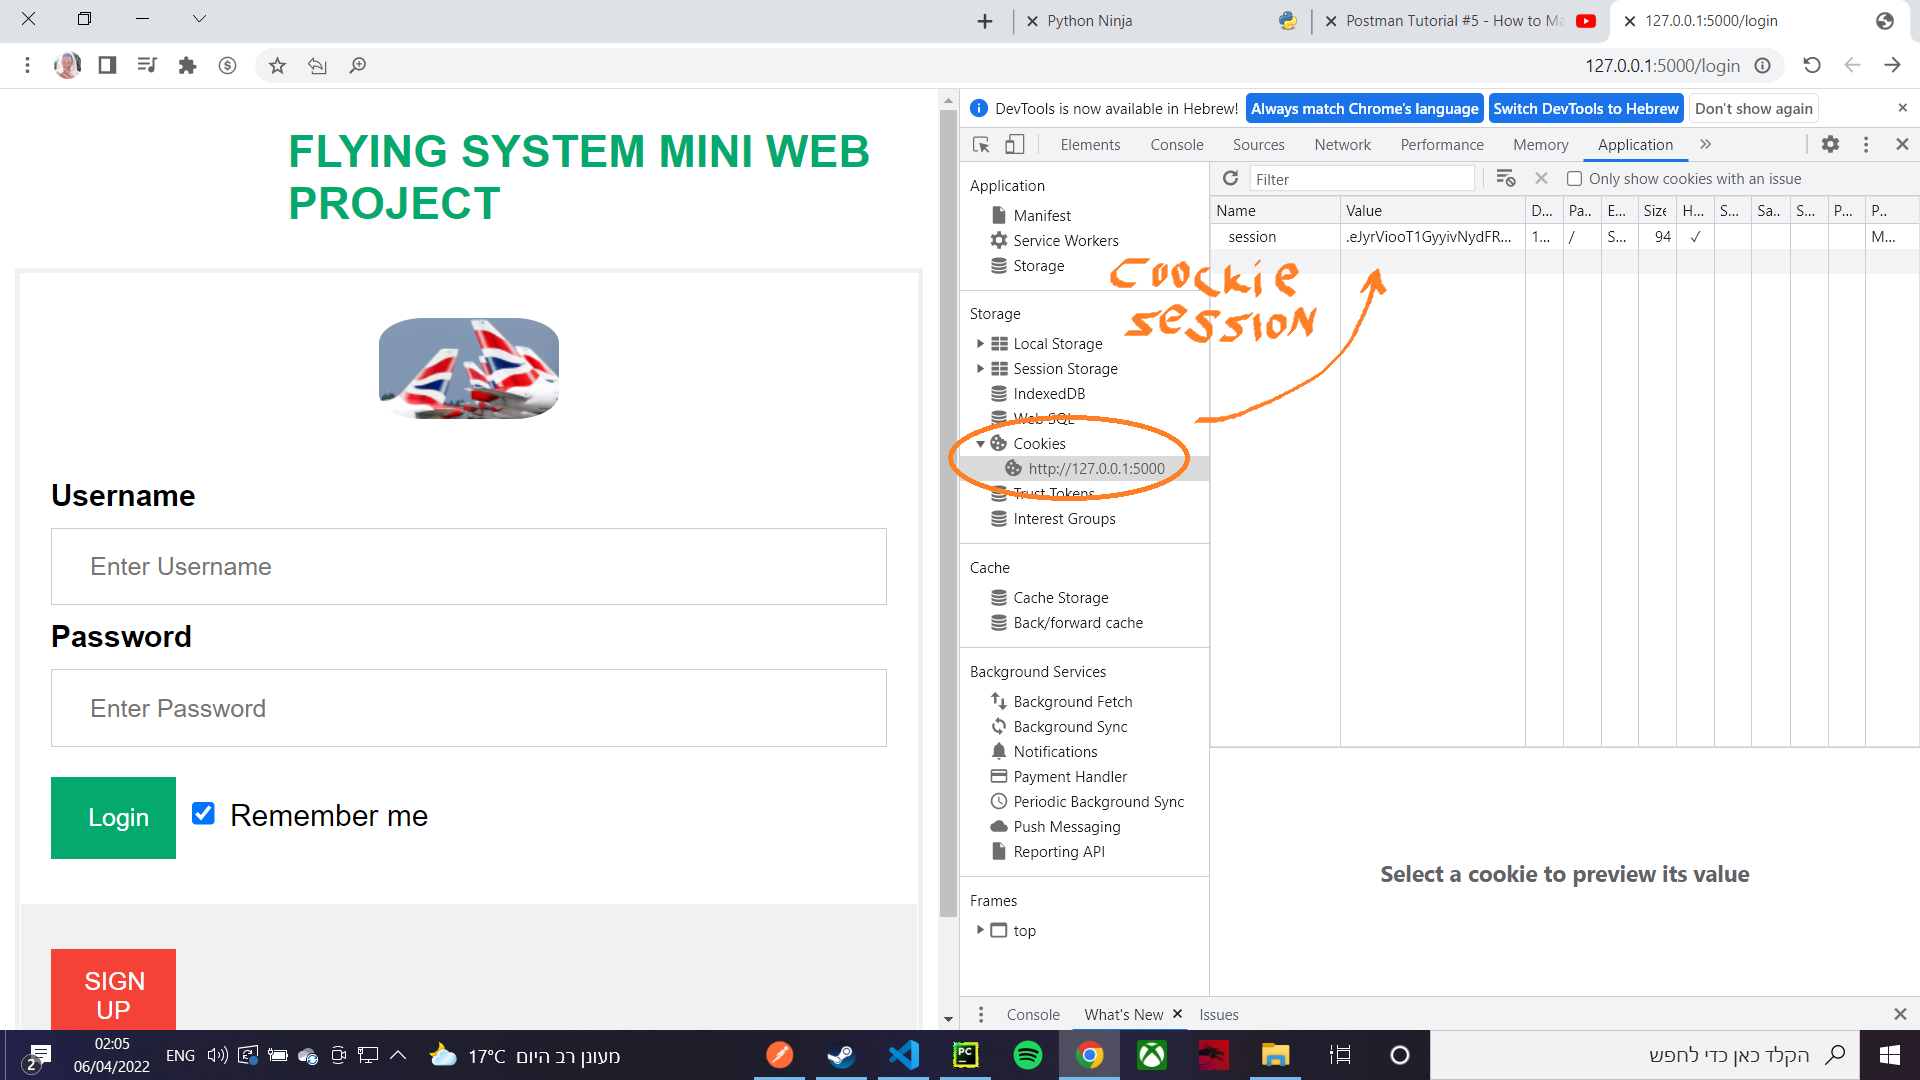 Python Ninja
Postman Tutorial #5 - How to Ma
127.0.0.1:5000/login
127.0.0.1:5000/login
FLYING SYSTEM MINI WEB
PROJECT
Username
Enter Username
Password
Enter Password
Login
Remember me
SIGN
UP
DevTools is now available in Hebrew!
Always match Chrome's language
Switch DevTools to Hebrew
Don't show again
Elements
Console
Sources
Network
Performance
Memory
Application
Application
Manifest
Service Workers
Storage
Storage
Local Storage
Session Storage
IndexedDB
Web SQL
Cookies
http://127.0.0.1:5000
Trust Tokens
Interest Groups
Cache
Cache Storage
Back/forward cache
Background Services
Background Fetch
Background Sync
Notifications
Payment Handler
Periodic Background Sync
Push Messaging
Reporting API
Frames
top
Filter
Only show cookies with an issue
Name Value D... Pa.. E... Size H... S... Sa.. S... P... P..
session .eJyrViooT1GyyivNydFR... 1... / S... 94 ✓ M...
COOCKIE
SESSION
Select a cookie to preview its value
Console
What's New
Issues
2
02:05
06/04/2022
ENG
17°C מעונן רב היום
PC
הקלד כאן כדי לחפש